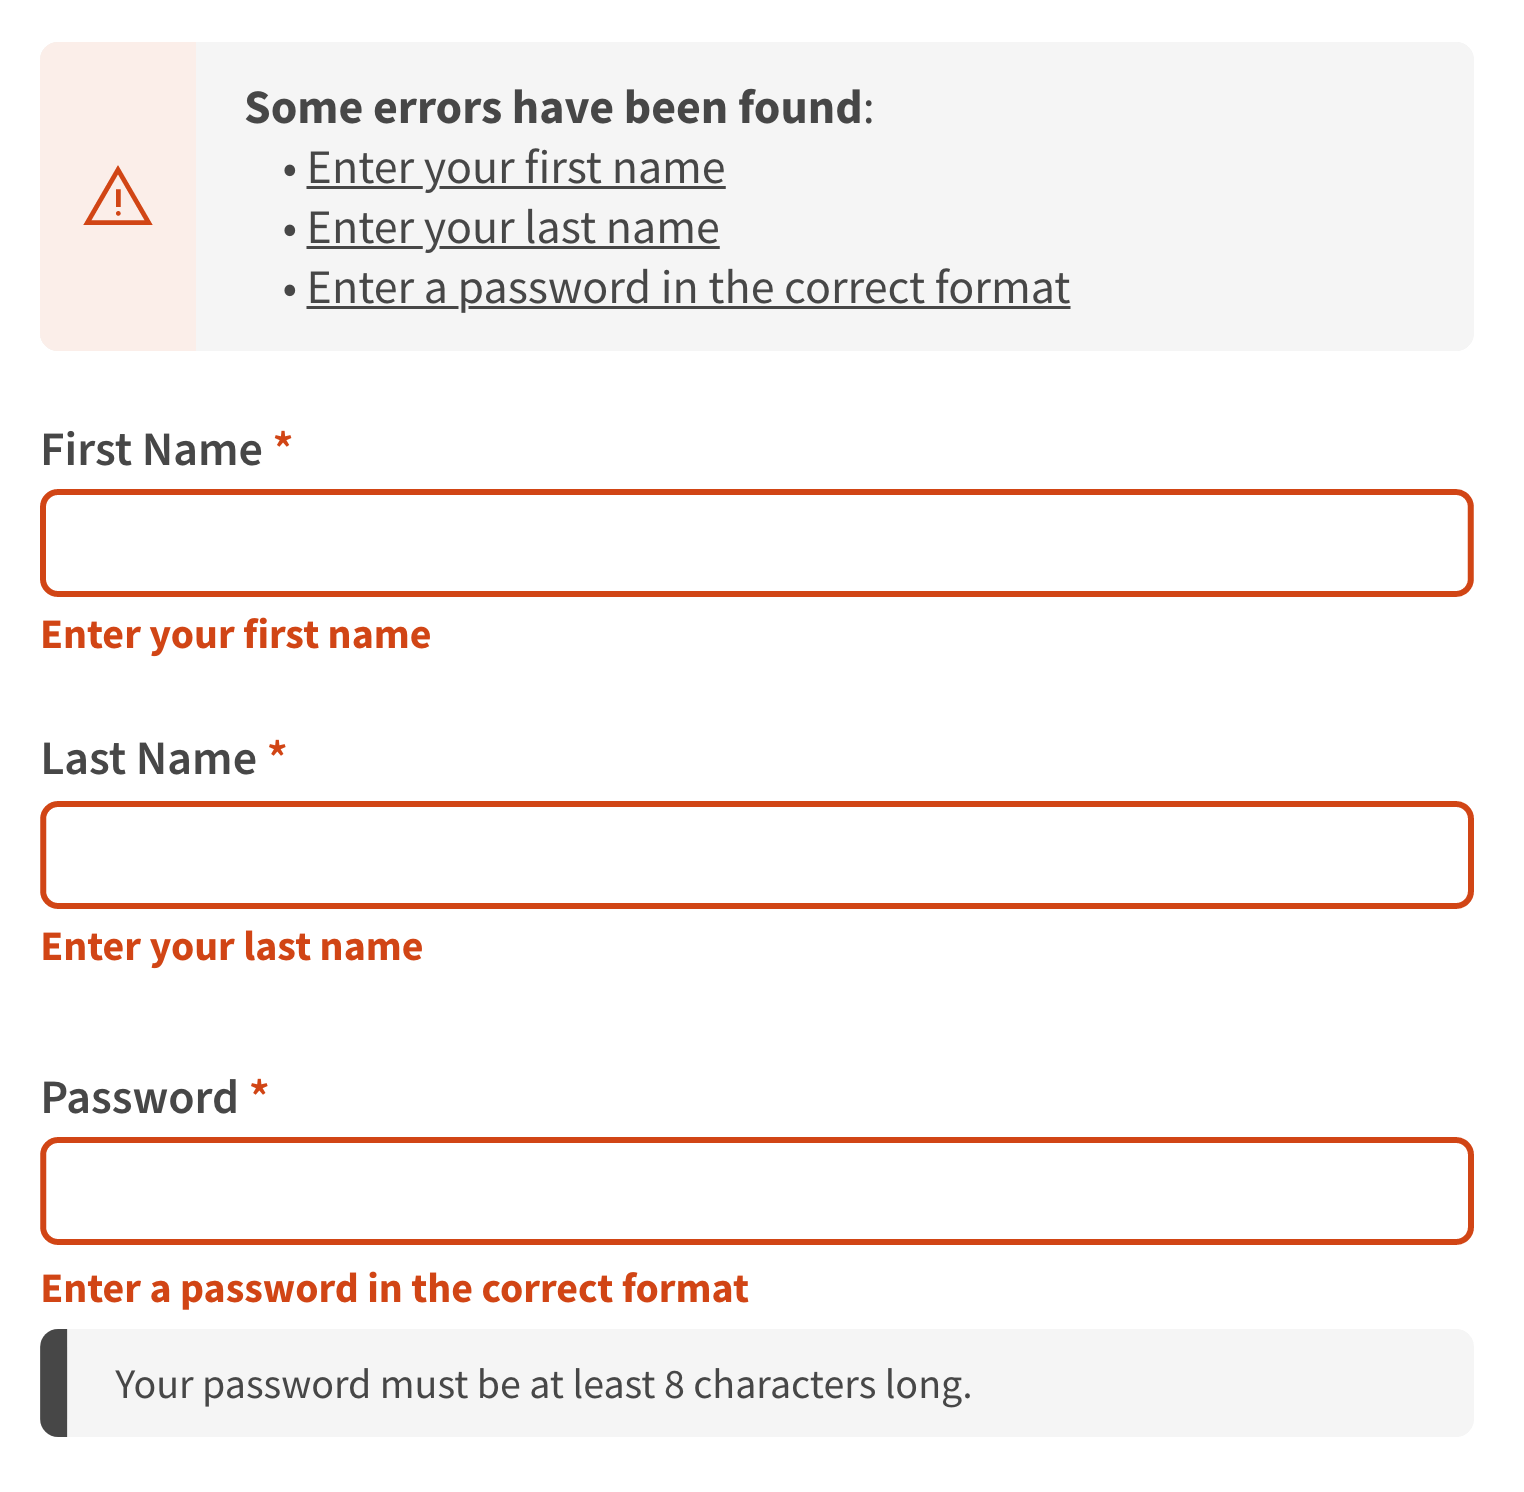 Some errors have been found:
• Enter your first name
• Enter your last name
• Enter a password in the correct format
First Name *
Enter your first name
Last Name *
Enter your last name
Password *
Enter a password in the correct format
Your password must be at least 8 characters long.